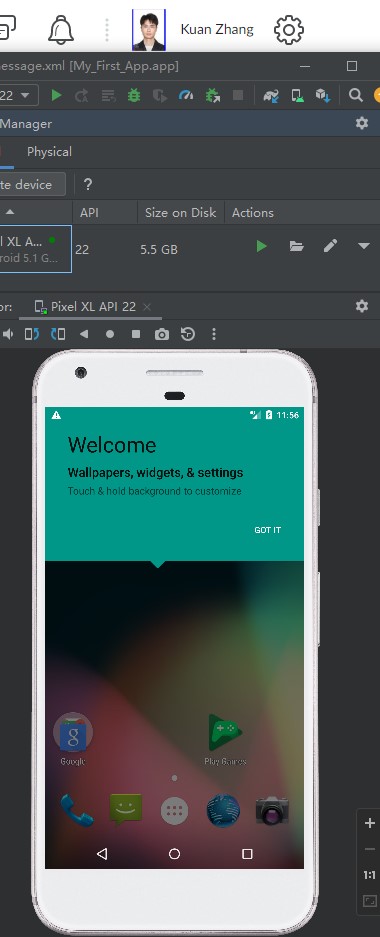 Kuan Zhang
essage.xml [My_First_App.app]
22
Manager
Physical
te device
?
API
Size on Disk
Actions
l XL A...
22
5.5 GB
roid 5.1 G...
or:
Pixel XL API 22
11:56
Welcome
Wallpapers, widgets, & settings
Touch & hold background to customize
GOT IT
Google
Play Games
1:1